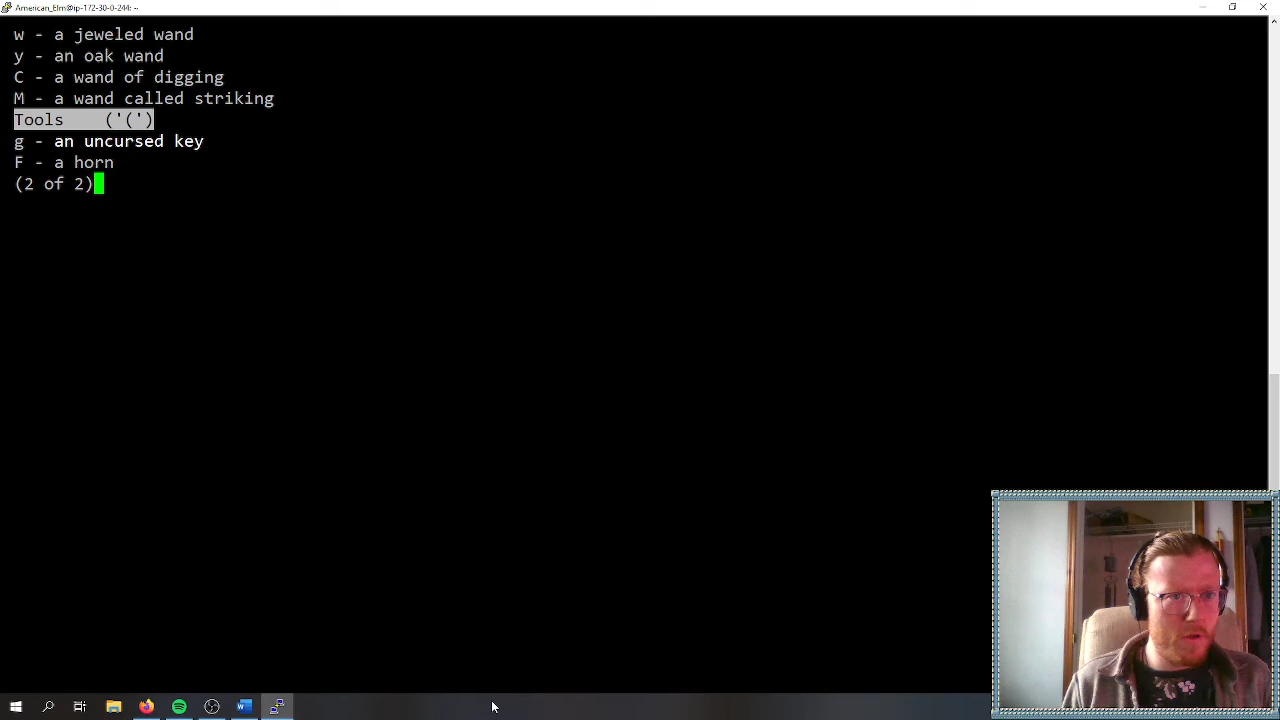 American_Elm@ip-172-30-0-244: ~
w - a jeweled wand
y - an oak wand
C - a wand of digging
M - a wand called striking
Tools ('(')
g - an uncursed key
F - a horn
(2 of 2)